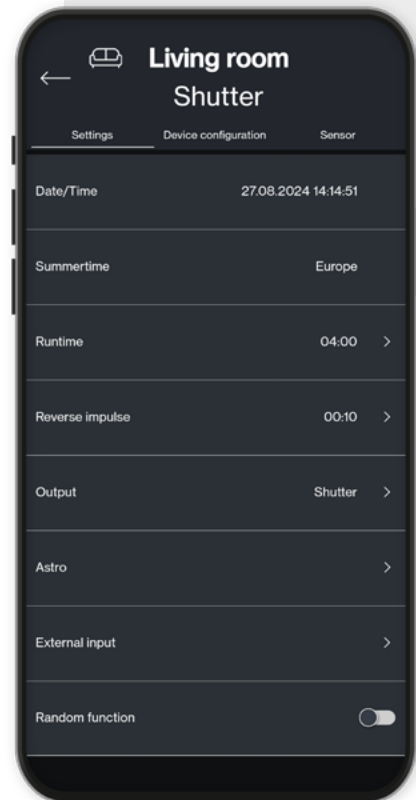 Living room
Shutter
Settings Device configuration Sensor
Date/Time 27.08.2024 14:14:51
Summertime Europe
Runtime 04:00 >
Reverse impulse 00:10 >
Output Shutter >
Astro >
External input >
Random function